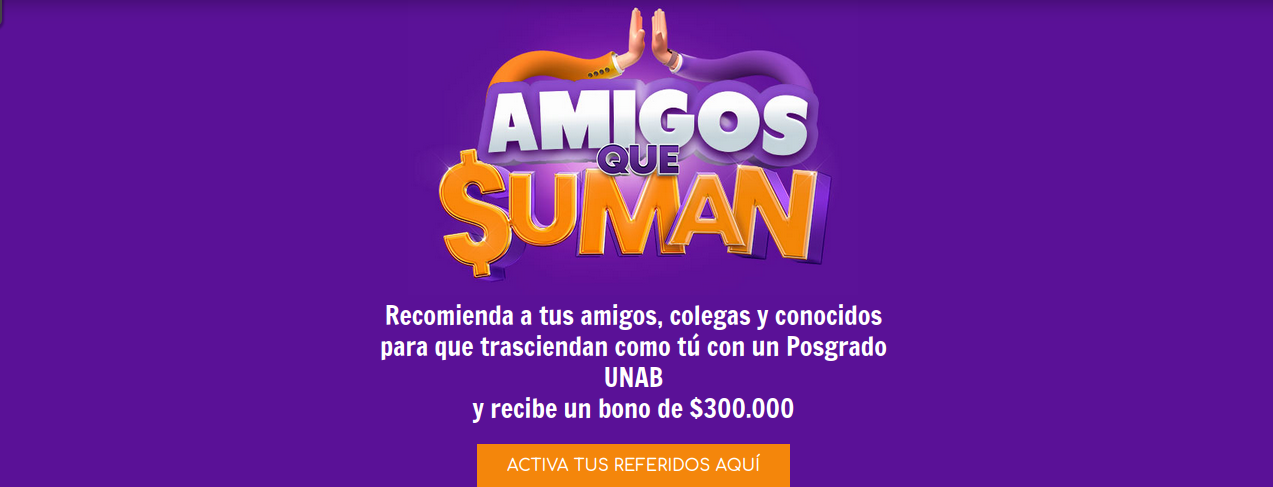 AMIGOS
QUE
$UMAN
Recomienda a tus amigos, colegas y conocidos
para que trasciendan como tú con un Posgrado
UNAB
y recibe un bono de $300.000
ACTIVA TUS REFERIDOS AQUÍ